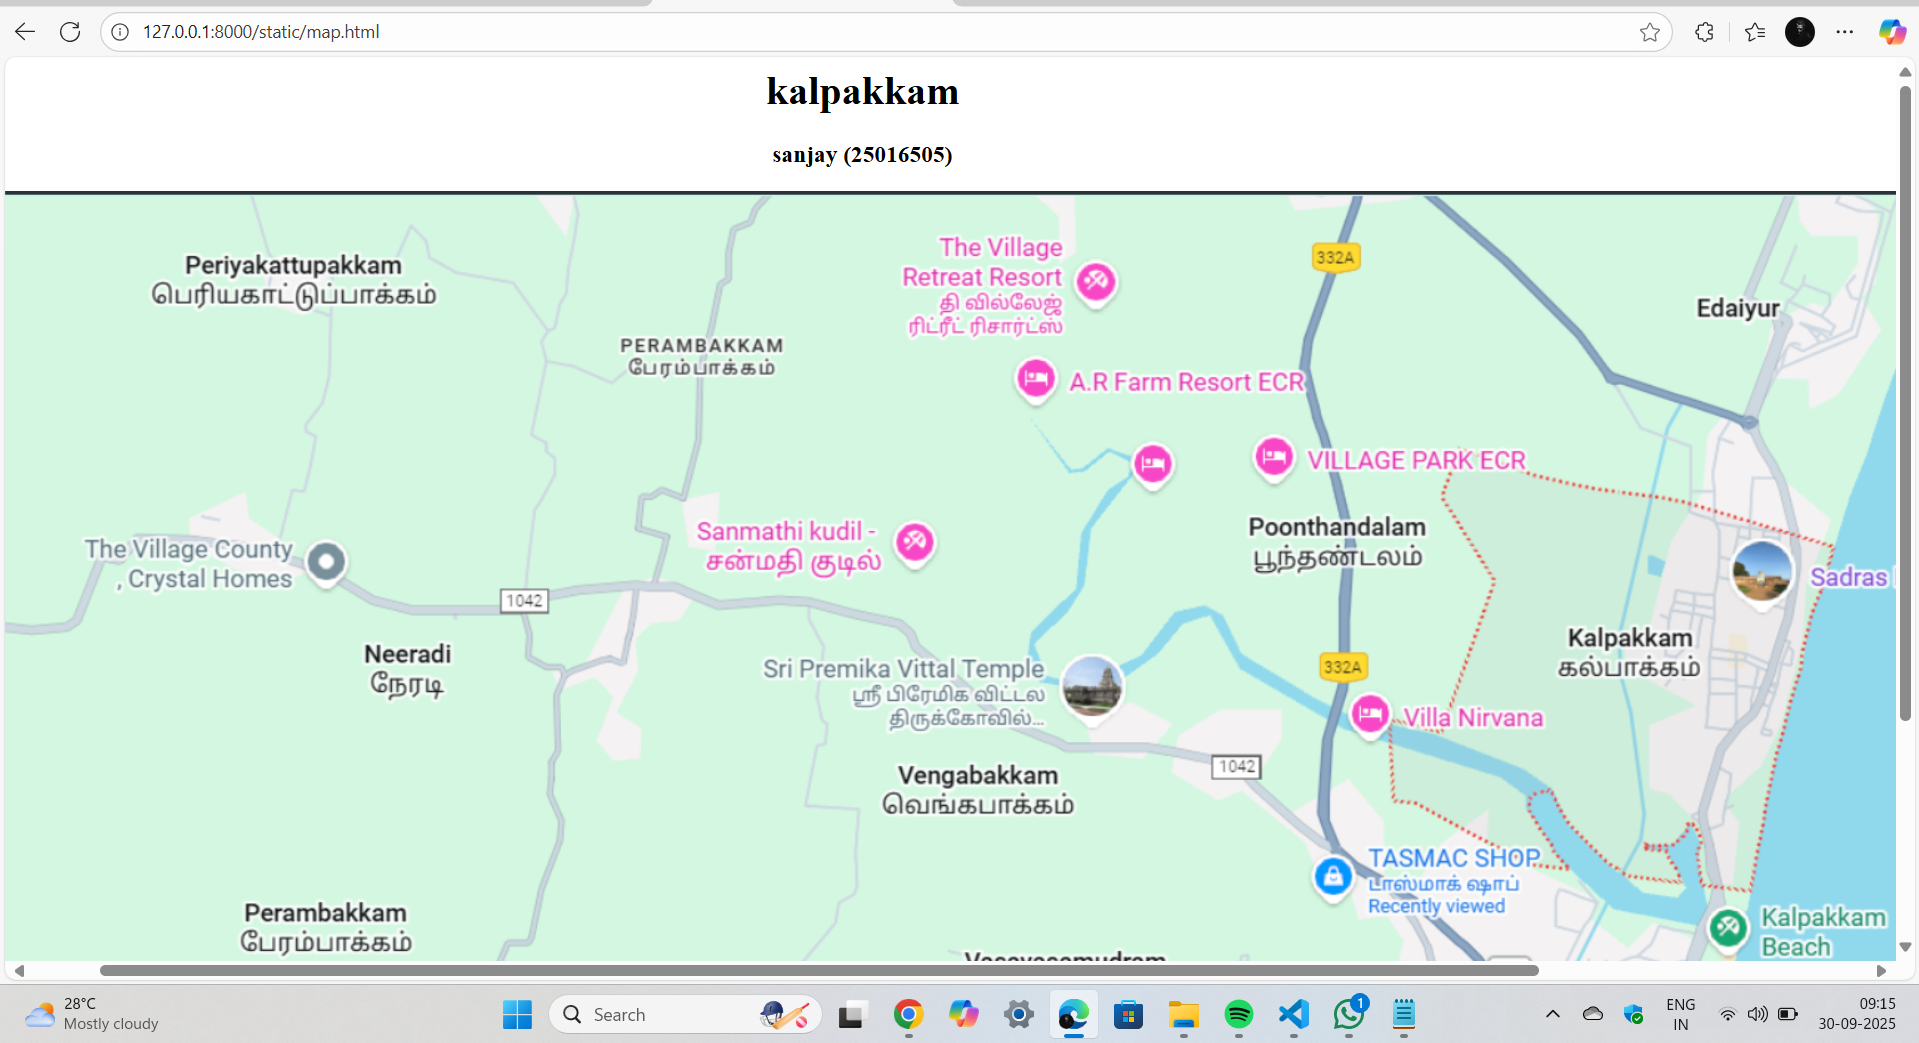 127.0.0.1:8000/static/map.html
kalpakkam
sanjay (25016505)
Periyakattupakkam
பெரியகாட்டுப்பாக்கம்
PERAMBAKKAM
பேரம்பாக்கம்
The Village
Retreat Resort
தி வில்லேஜ்
ரிட்ரீட் ரிசார்ட்ஸ்
332A
Edaiyur
A.R Farm Resort ECR
VILLAGE PARK ECR
Sanmathi kudil -
சன்மதி குடில்
Poonthandalam
பூந்தண்டலம்
The Village County
, Crystal Homes
1042
Sadras
Neeradi
நேரடி
Kalpakkam
கல்பாக்கம்
Sri Premika Vittal Temple
ஸ்ரீ பிரேமிக விட்டல
திருக்கோவில்...
332A
Villa Nirvana
Vengabakkam
வெங்கபாக்கம்
1042
TASMAC SHOP
டாஸ்மாக் ஷாப்
Recently viewed
Perambakkam
பேரம்பாக்கம்
Kalpakkam
Beach
28°C
Mostly cloudy
Search
1
ENG
IN
09:15
30-09-2025